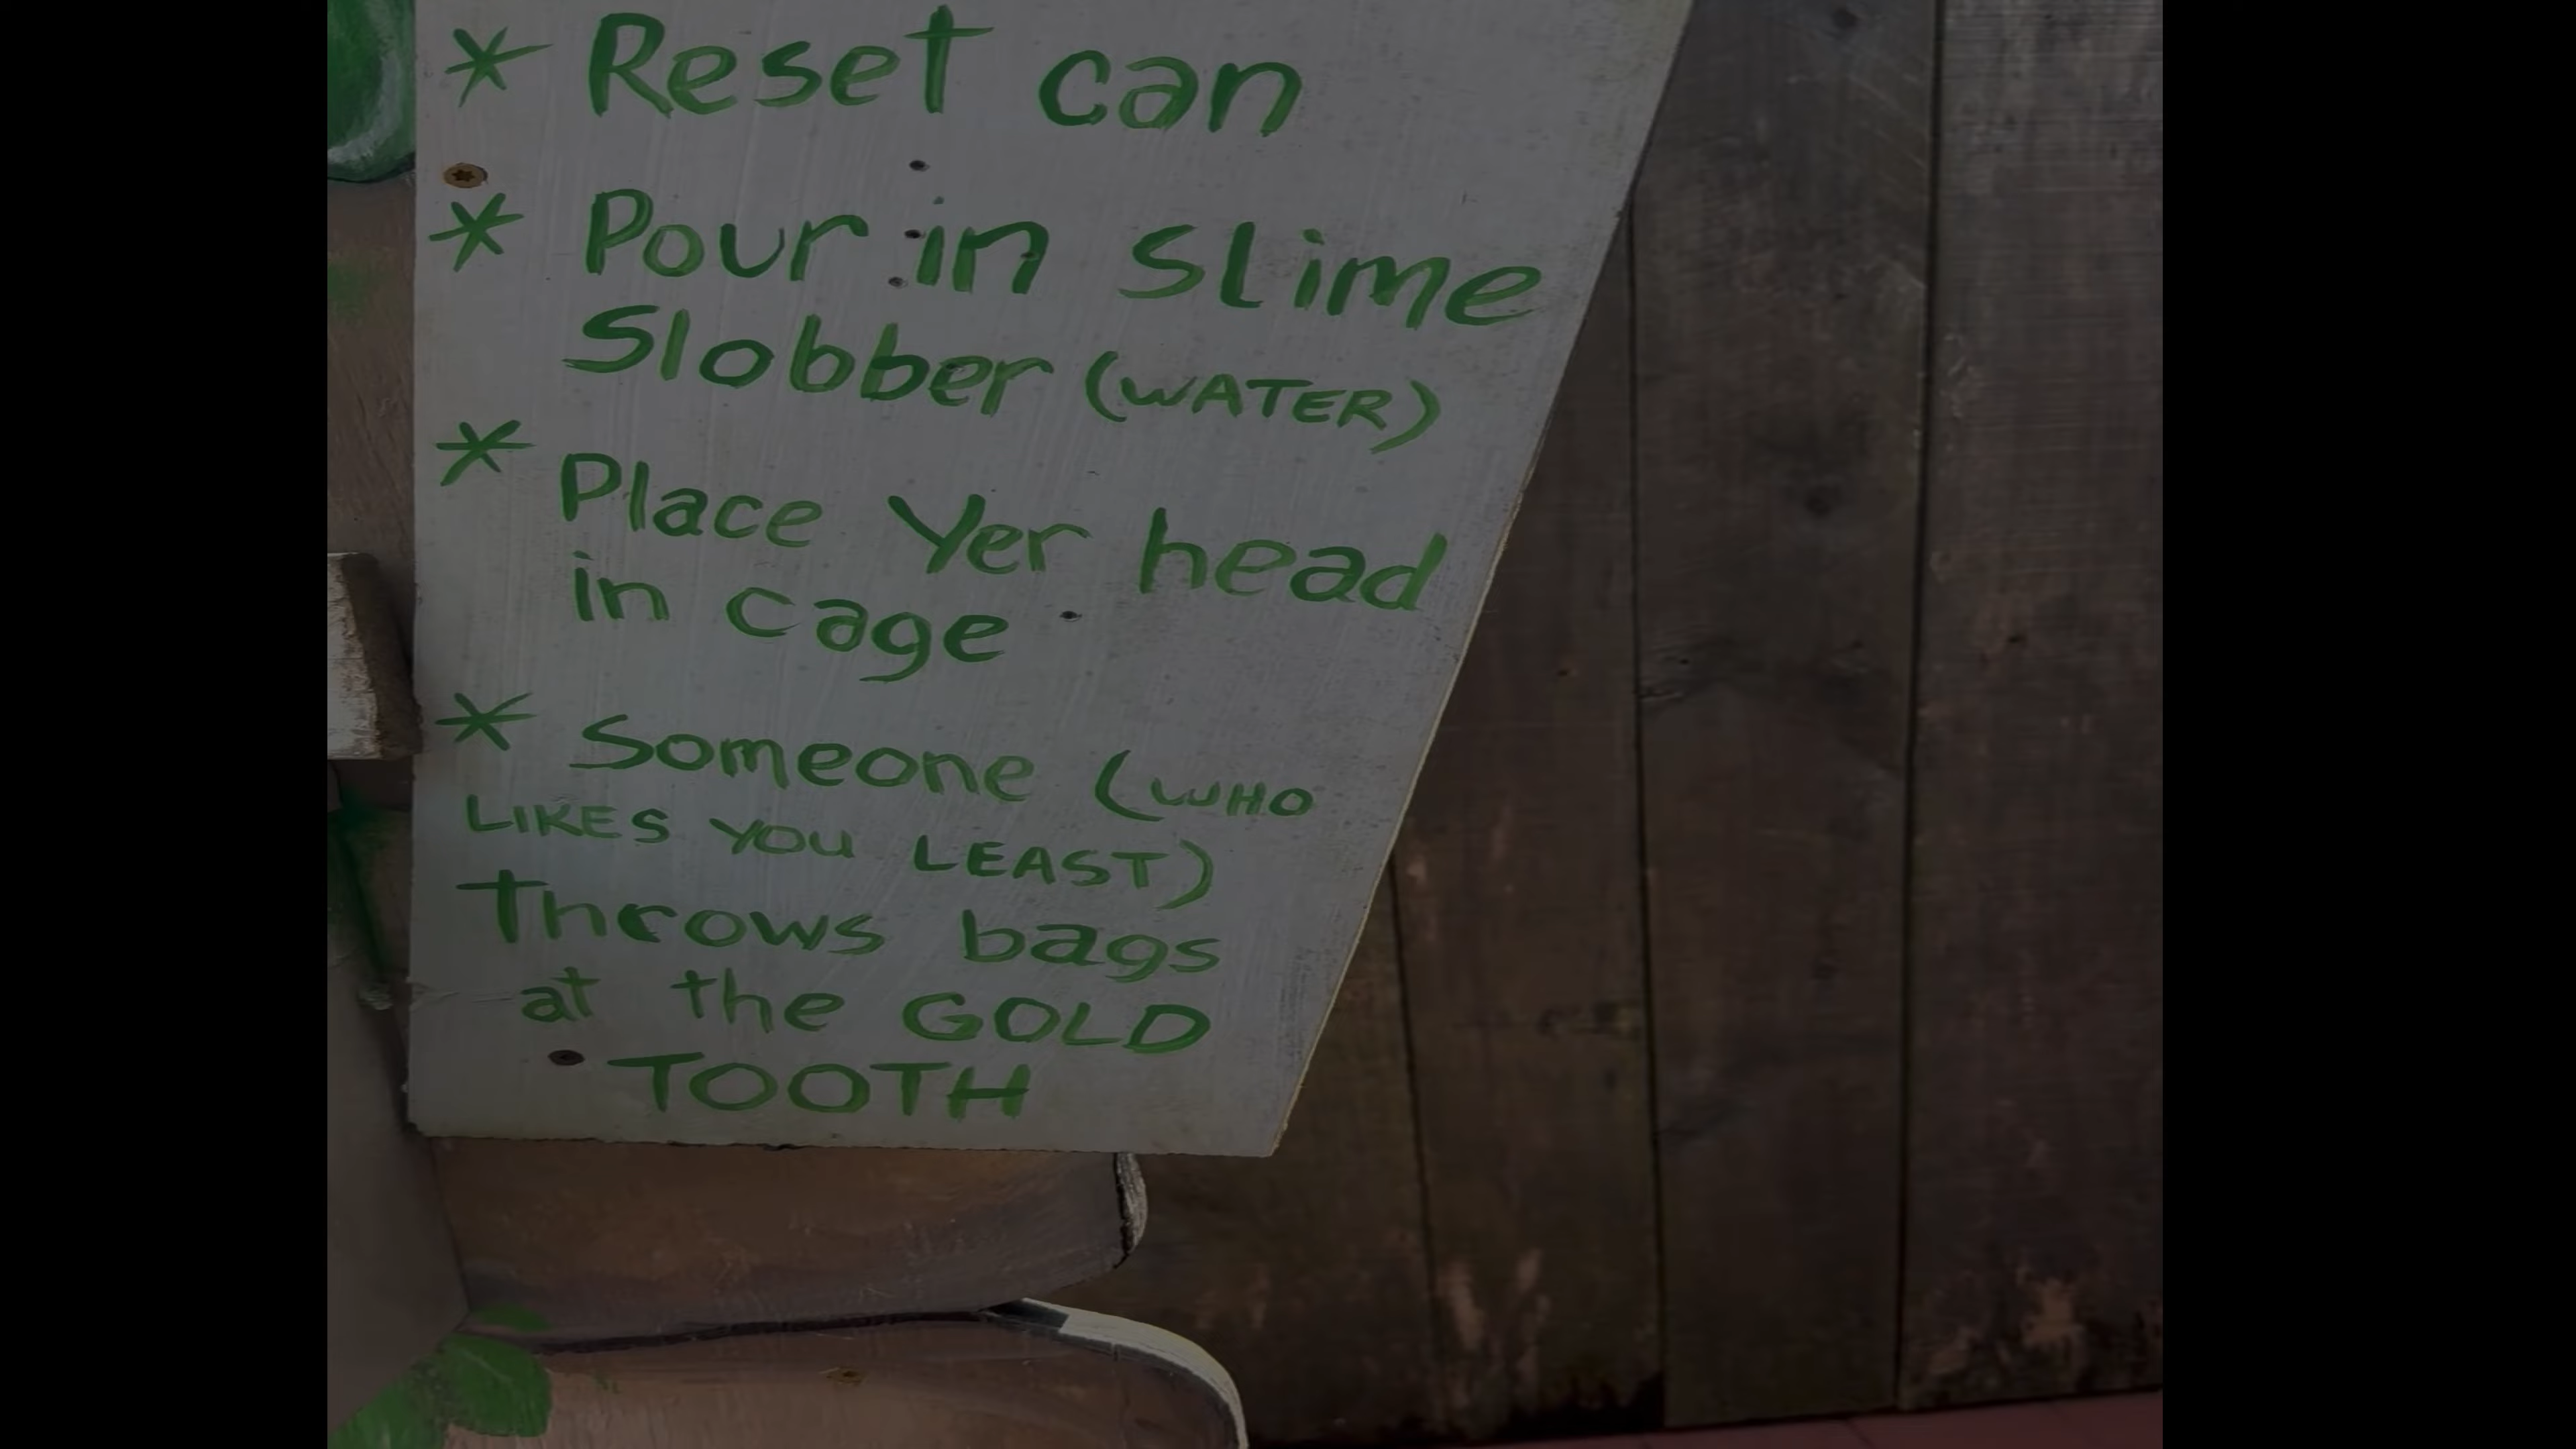 * Reset can
* Pour in slime
Slobber (WATER)
* Place Yer head
in cage
* Someone (WHO
LIKES YOU LEAST)
Throws bags
at the GOLD
TOOTH